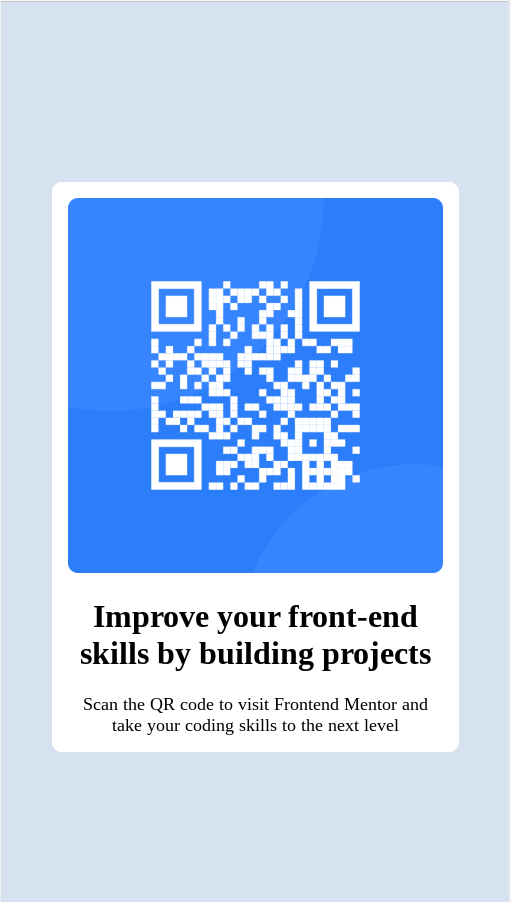 Improve your front-end
skills by building projects
Scan the QR code to visit Frontend Mentor and
take your coding skills to the next level